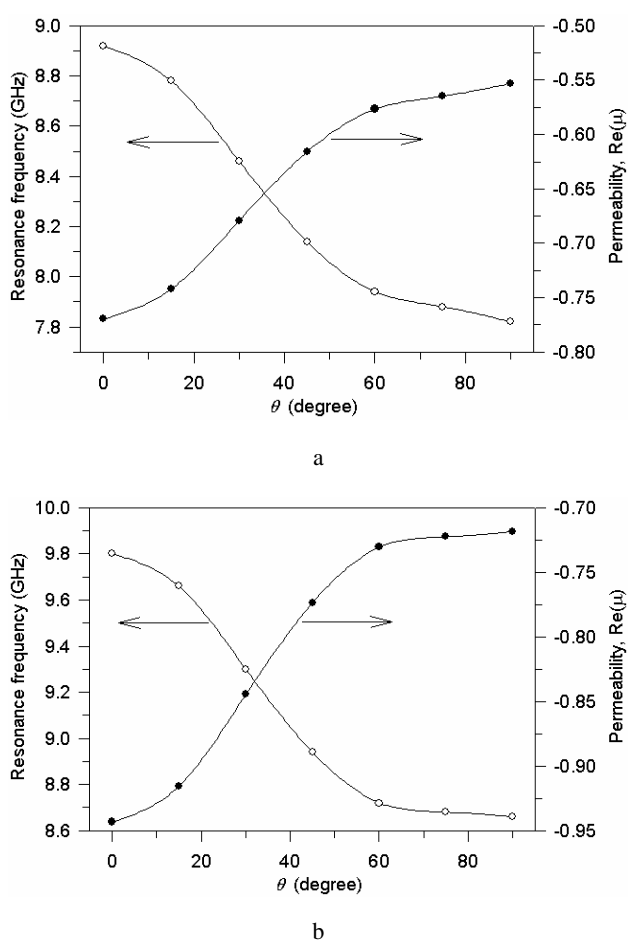 9.0
8.8
8.6
8.4
8.2
8.0
7.8
Resonance frequency (GHz)
-0.50
-0.55
-0.60
-0.65
-0.70
-0.75
-0.80
Permeability, Re(μ)
0 20 40 60 80
θ (degree)
a
10.0
9.8
9.6
9.4
9.2
9.0
8.8
8.6
Resonance frequency (GHz)
-0.70
-0.75
-0.80
-0.85
-0.90
-0.95
Permeability, Re(μ)
0 20 40 60 80
θ (degree)
b